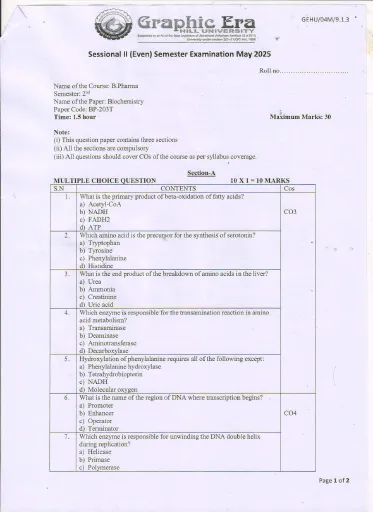 GEHU/04M/9.1.3
Graphic Era
HILL UNIVERSITY
Sessional II (Even) Semester Examination May 2025
Roll no..............................
Name of the Course: B.Pharma
Semester: 2nd
Name of the Paper: Biochemistry
Paper Code: BP-203T
Time: 1.5 hour Maximum Marks: 30
Note:
(i) This question paper contains three sections
(ii) All the sections are compulsory
(iii) All questions should cover COs of the course as per syllabus coverage.
Section-A
MULTIPLE CHOICE QUESTION 10 X 1 = 10 MARKS
S.N CONTENTS Cos
1. What is the primary product of beta-oxidation of fatty acids?
a) Acetyl-CoA
b) NADH CO3
c) FADH2
d) ATP
2. Which amino acid is the precursor for the synthesis of serotonin?
a) Tryptophan
b) Tyrosine
c) Phenylalanine
d) Histidine
3. What is the end product of the breakdown of amino acids in the liver?
a) Urea
b) Ammonia
c) Creatinine
d) Uric acid
4. Which enzyme is responsible for the transamination reaction in amino
acid metabolism?
a) Transaminase
b) Deaminase
c) Aminotransferase
d) Decarboxylase
5. Hydroxylation of phenylalanine requires all of the following except:
a) Phenylalanine hydroxylase
b) Tetrahydrobiopterin
c) NADH
d) Molecular oxygen
6. What is the name of the region of DNA where transcription begins?
a) Promoter
b) Enhancer CO4
c) Operator
d) Terminator
7. Which enzyme is responsible for unwinding the DNA double helix
during replication?
a) Helicase
b) Primase
c) Polymerase
Page 1 of 2